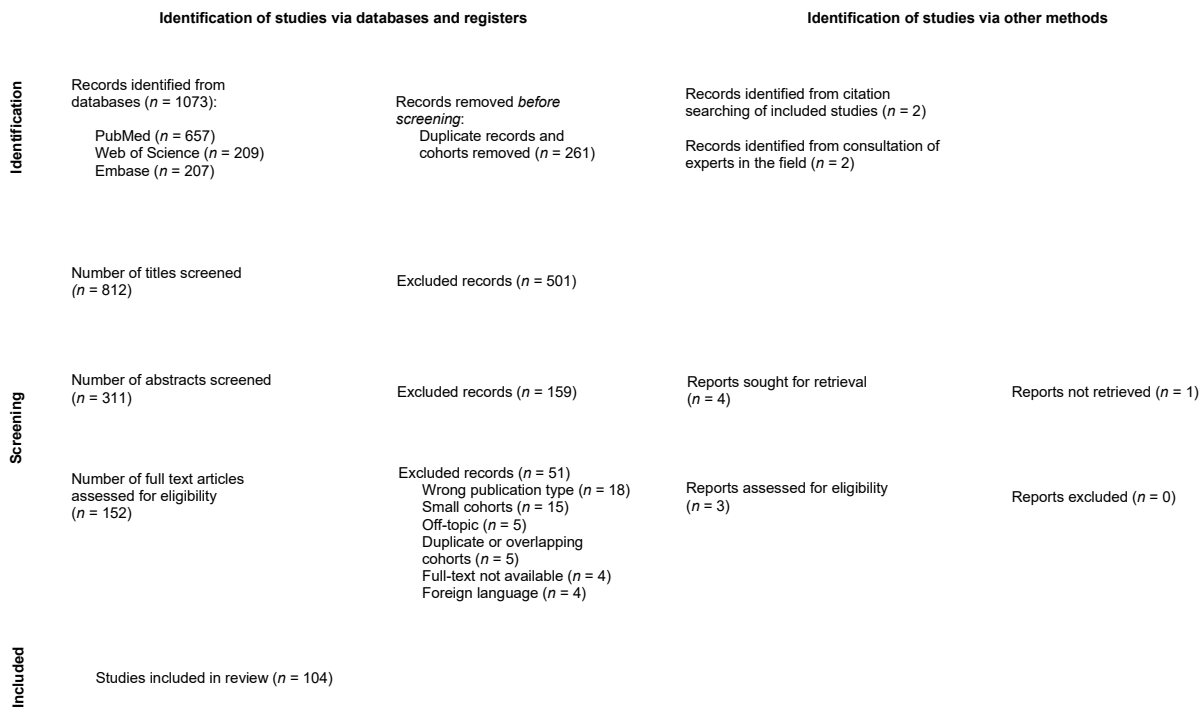 Identification of studies via databases and registers
Identification of studies via other methods
Identification
Records identified from
databases (n = 1073):
PubMed (n = 657)
Web of Science (n = 209)
Embase (n = 207)
Records removed before
screening:
Duplicate records and
cohorts removed (n = 261)
Records identified from citation
searching of included studies (n = 2)
Records identified from consultation of
experts in the field (n = 2)
Screening
Number of titles screened
(n = 812)
Excluded records (n = 501)
Number of abstracts screened
(n = 311)
Excluded records (n = 159)
Reports sought for retrieval
(n = 4)
Reports not retrieved (n = 1)
Number of full text articles
assessed for eligibility
(n = 152)
Excluded records (n = 51)
Wrong publication type (n = 18)
Small cohorts (n = 15)
Off-topic (n = 5)
Duplicate or overlapping
cohorts (n = 5)
Full-text not available (n = 4)
Foreign language (n = 4)
Reports assessed for eligibility
(n = 3)
Reports excluded (n = 0)
Included
Studies included in review (n = 104)